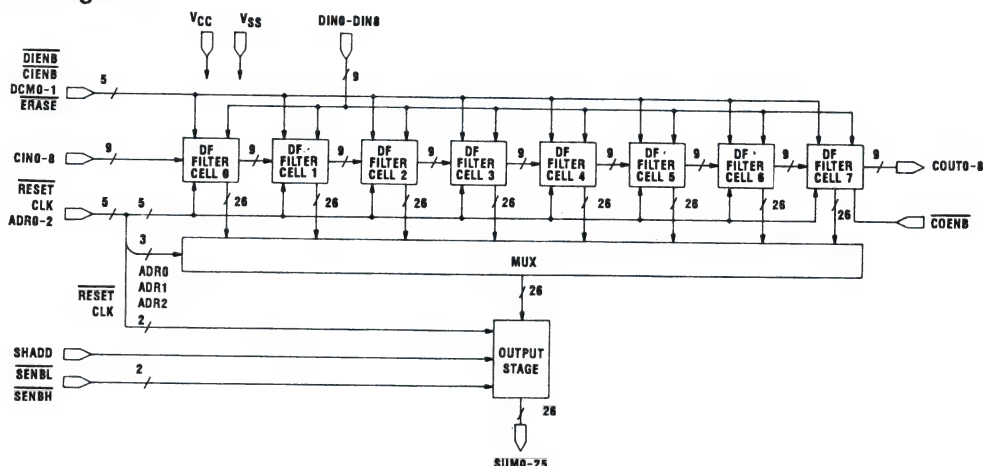 VCC
VSS
DIN0-DIN8
DIENB
CIENB
DCM0-1
ERASE
5
9
DF FILTER CELL 0
DF FILTER CELL 1
DF FILTER CELL 2
DF FILTER CELL 3
DF FILTER CELL 4
DF FILTER CELL 5
DF FILTER CELL 6
DF FILTER CELL 7
CIN0-8
9
9
9
9
9
9
9
9
9
COUT0-8
RESET
CLK
ADR0-2
5
5
26
26
26
26
26
26
26
26
COENB
3
ADR0
ADR1
ADR2
MUX
RESET
CLK
2
26
OUTPUT
STAGE
SHADD
SENBL
SENBH
2
26
SUM0-25